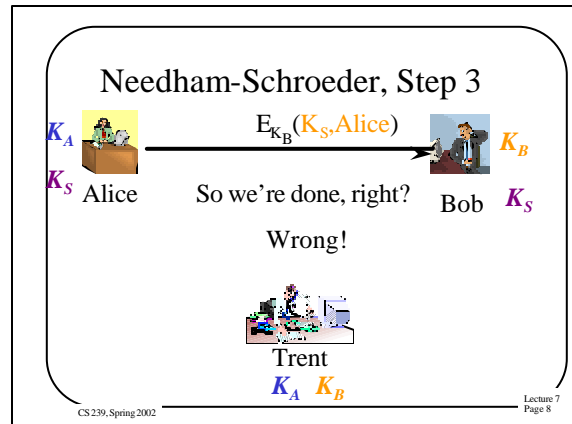 Needham-Schroeder, Step 3
K_A
E_{K_B}(K_S,Alice)
K_B
K_S
Alice
So we're done, right?
Bob
K_S
Wrong!
Trent
K_A K_B
CS 239, Spring 2002
Lecture 7
Page 8